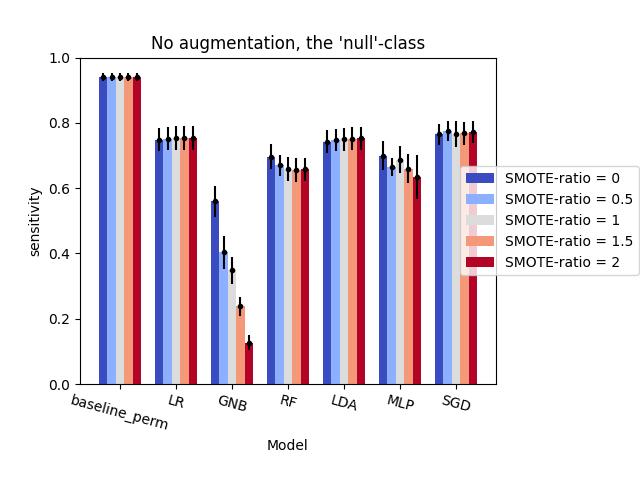 No augmentation, the 'null'-class
1.0
0.8
0.6
0.4
0.2
0.0
sensitivity
baseline_perm
LR
GNB
RF
LDA
MLP
SGD
Model
SMOTE-ratio = 0
SMOTE-ratio = 0.5
SMOTE-ratio = 1
SMOTE-ratio = 1.5
SMOTE-ratio = 2